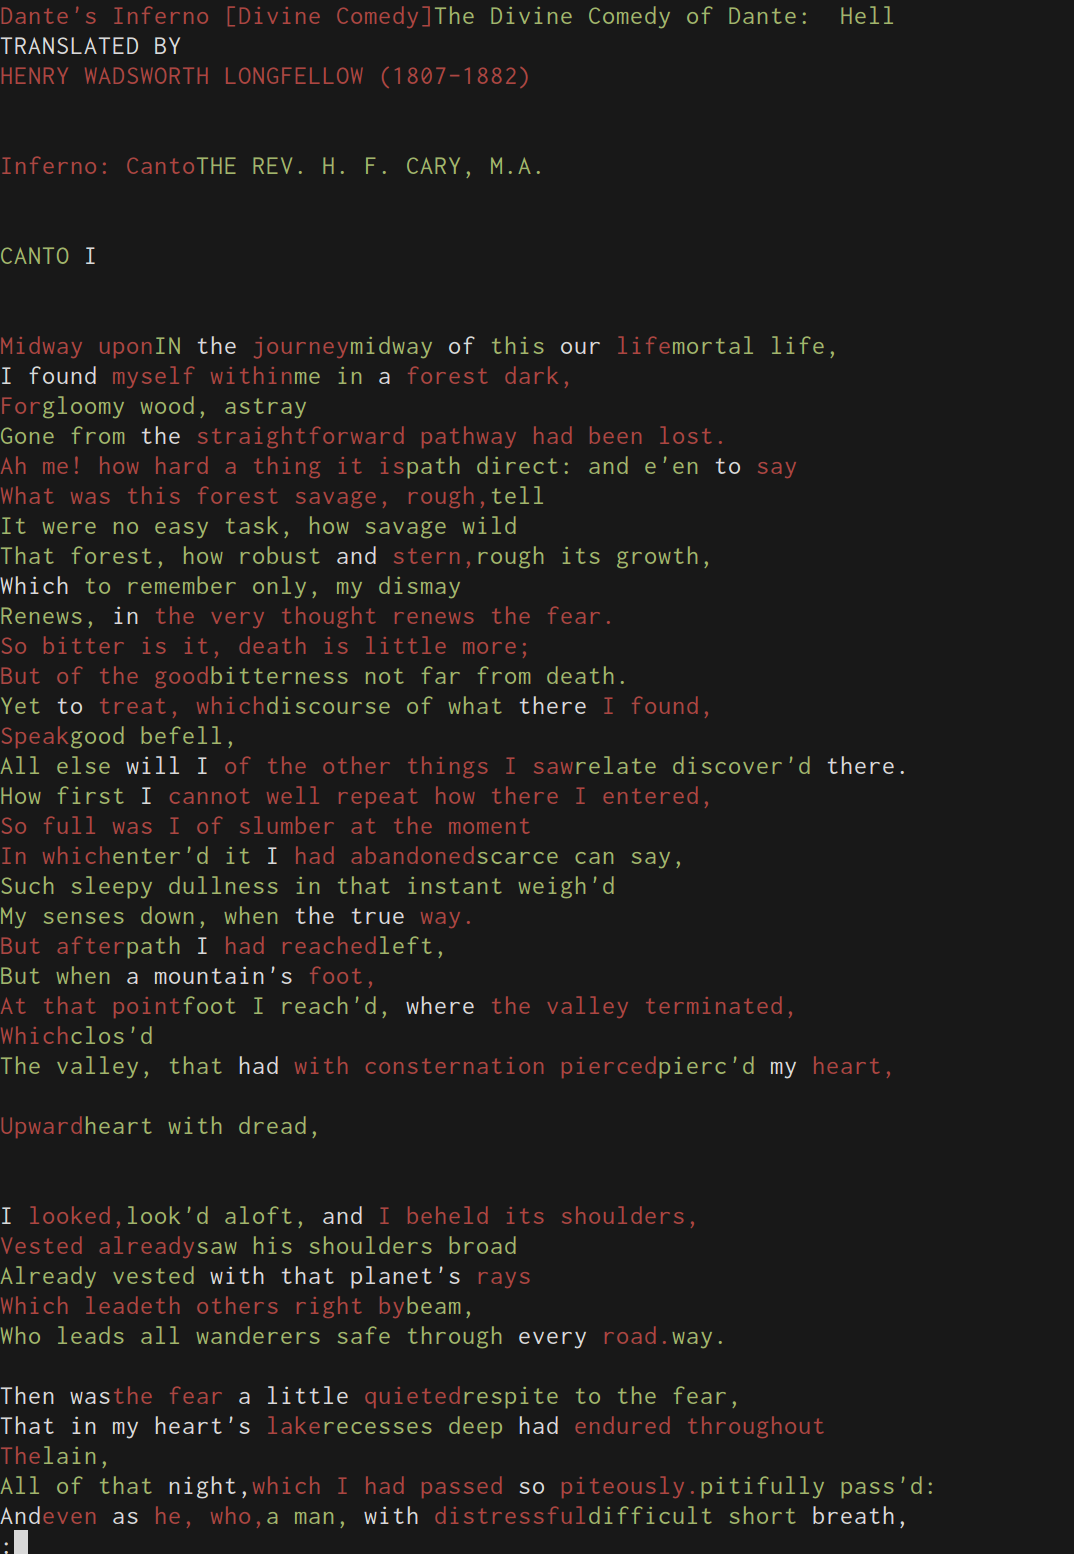 Dante's Inferno [Divine Comedy]The Divine Comedy of Dante:  Hell
TRANSLATED BY
HENRY WADSWORTH LONGFELLOW (1807-1882)
Inferno: CantoTHE REV. H. F. CARY, M.A.
CANTO I
Midway uponIN the journeymidway of this our lifemortal life,
I found myself withinme in a forest dark,
Forgloomy wood, astray
Gone from the straightforward pathway had been lost.
Ah me! how hard a thing it ispath direct: and e'en to say
What was this forest savage, rough,tell
It were no easy task, how savage wild
That forest, how robust and stern,rough its growth,
Which to remember only, my dismay
Renews, in the very thought renews the fear.
So bitter is it, death is little more;
But of the goodbitterness not far from death.
Yet to treat, whichdiscourse of what there I found,
Speakgood befell,
All else will I of the other things I sawrelate discover'd there.
How first I cannot well repeat how there I entered,
So full was I of slumber at the moment
In whichenter'd it I had abandonedscarce can say,
Such sleepy dullness in that instant weigh'd
My senses down, when the true way.
But afterpath I had reachedleft,
But when a mountain's foot,
At that pointfoot I reach'd, where the valley terminated,
Whichclos'd
The valley, that had with consternation piercedpierc'd my heart,
Upwardheart with dread,
I looked,look'd aloft, and I beheld its shoulders,
Vested alreadysaw his shoulders broad
Already vested with that planet's rays
Which leadeth others right bybeam,
Who leads all wanderers safe through every road.way.
Then wasthe fear a little quietedrespite to the fear,
That in my heart's lakerecesses deep had endured throughout
Thelain,
All of that night,which I had passed so piteously.pitifully pass'd:
Andeven as he, who,a man, with distressfuldifficult short breath,
: